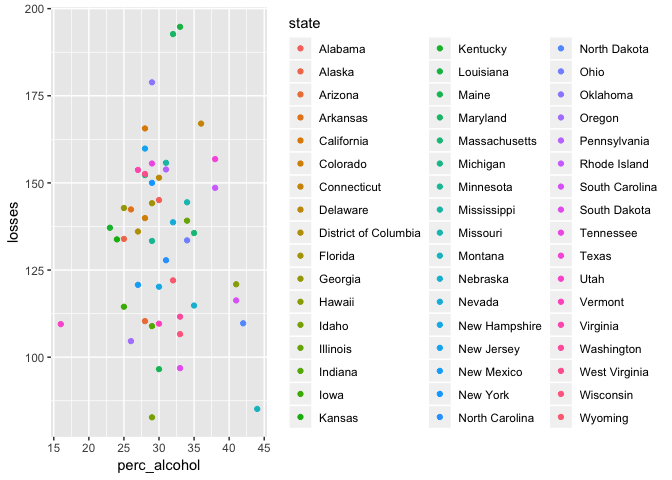 200
175
150
125
100
losses
15 20 25 30 35 40 45
perc_alcohol
state
Alabama
Alaska
Arizona
Arkansas
California
Colorado
Connecticut
Delaware
District of Columbia
Florida
Georgia
Hawaii
Idaho
Illinois
Indiana
Iowa
Kansas
Kentucky
Louisiana
Maine
Maryland
Massachusetts
Michigan
Minnesota
Mississippi
Missouri
Montana
Nebraska
Nevada
New Hampshire
New Jersey
New Mexico
New York
North Carolina
North Dakota
Ohio
Oklahoma
Oregon
Pennsylvania
Rhode Island
South Carolina
South Dakota
Tennessee
Texas
Utah
Vermont
Virginia
Washington
West Virginia
Wisconsin
Wyoming